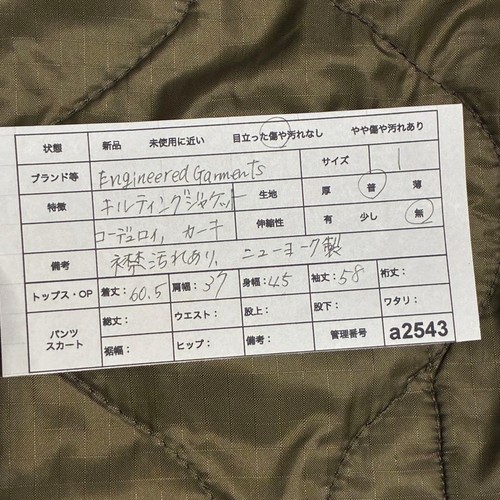 状態 新品 未使用に近い 目立った傷や汚れなし やや傷や汚れあり
ブランド等 Engineered Garments サイズ 1
特徴 キルティングジャケット 生地 厚 普 薄
コーデュロイ、カーキ 伸縮性 有 少し 無
備考 襟汚れあり、ニューヨーク製
トップス・OP 着丈：60.5 肩幅：37 身幅：45 袖丈：58 裄丈：
パンツ スカート 総丈： ウエスト： 股上： 股下： ワタリ：
裾幅： ヒップ： 備考： 管理番号 a2543